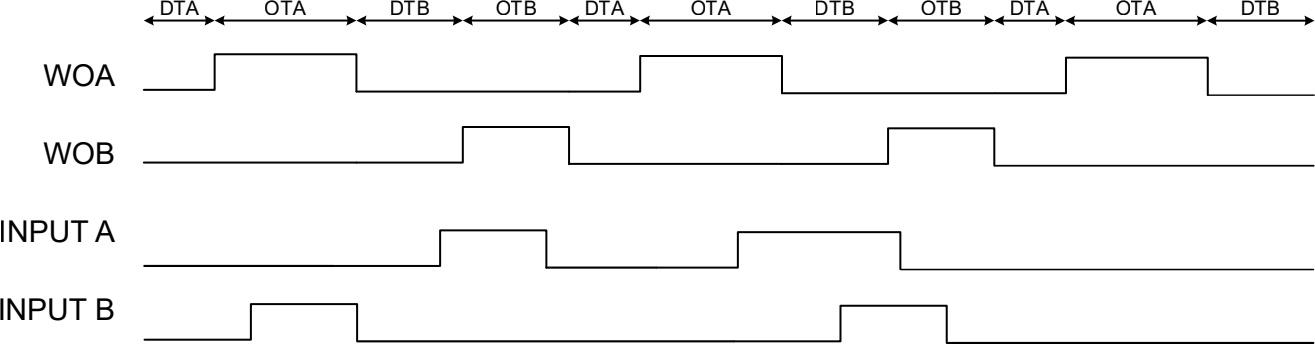 DTA OTA DTB OTB DTA OTA DTB OTB DTA OTA DTB
WOA
WOB
INPUT A
INPUT B